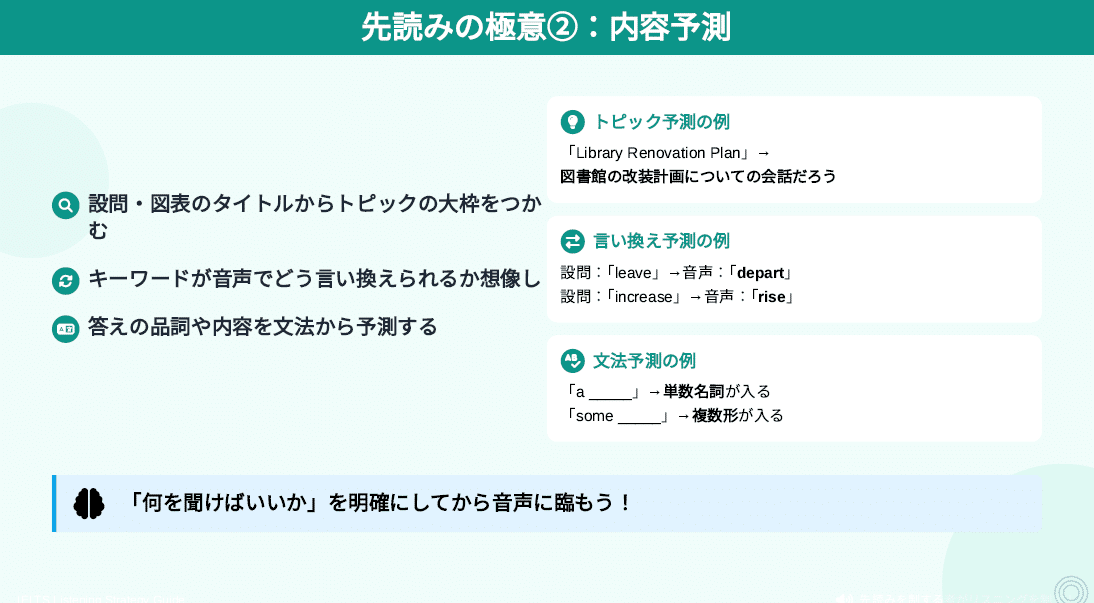 先読みの極意②：内容予測
設問・図表のタイトルからトピックの大枠をつか
む
キーワードが音声でどう言い換えられるか想像し
答えの品詞や内容を文法から予測する
トピック予測の例
「Library Renovation Plan」→
図書館の改装計画についての会話だろう
言い換え予測の例
設問：「leave」→音声：「depart」
設問：「increase」→音声：「rise」
文法予測の例
「a _____」→単数名詞が入る
「some _____」→複数形が入る
「何を聞けばいいか」を明確にしてから音声に臨もう！